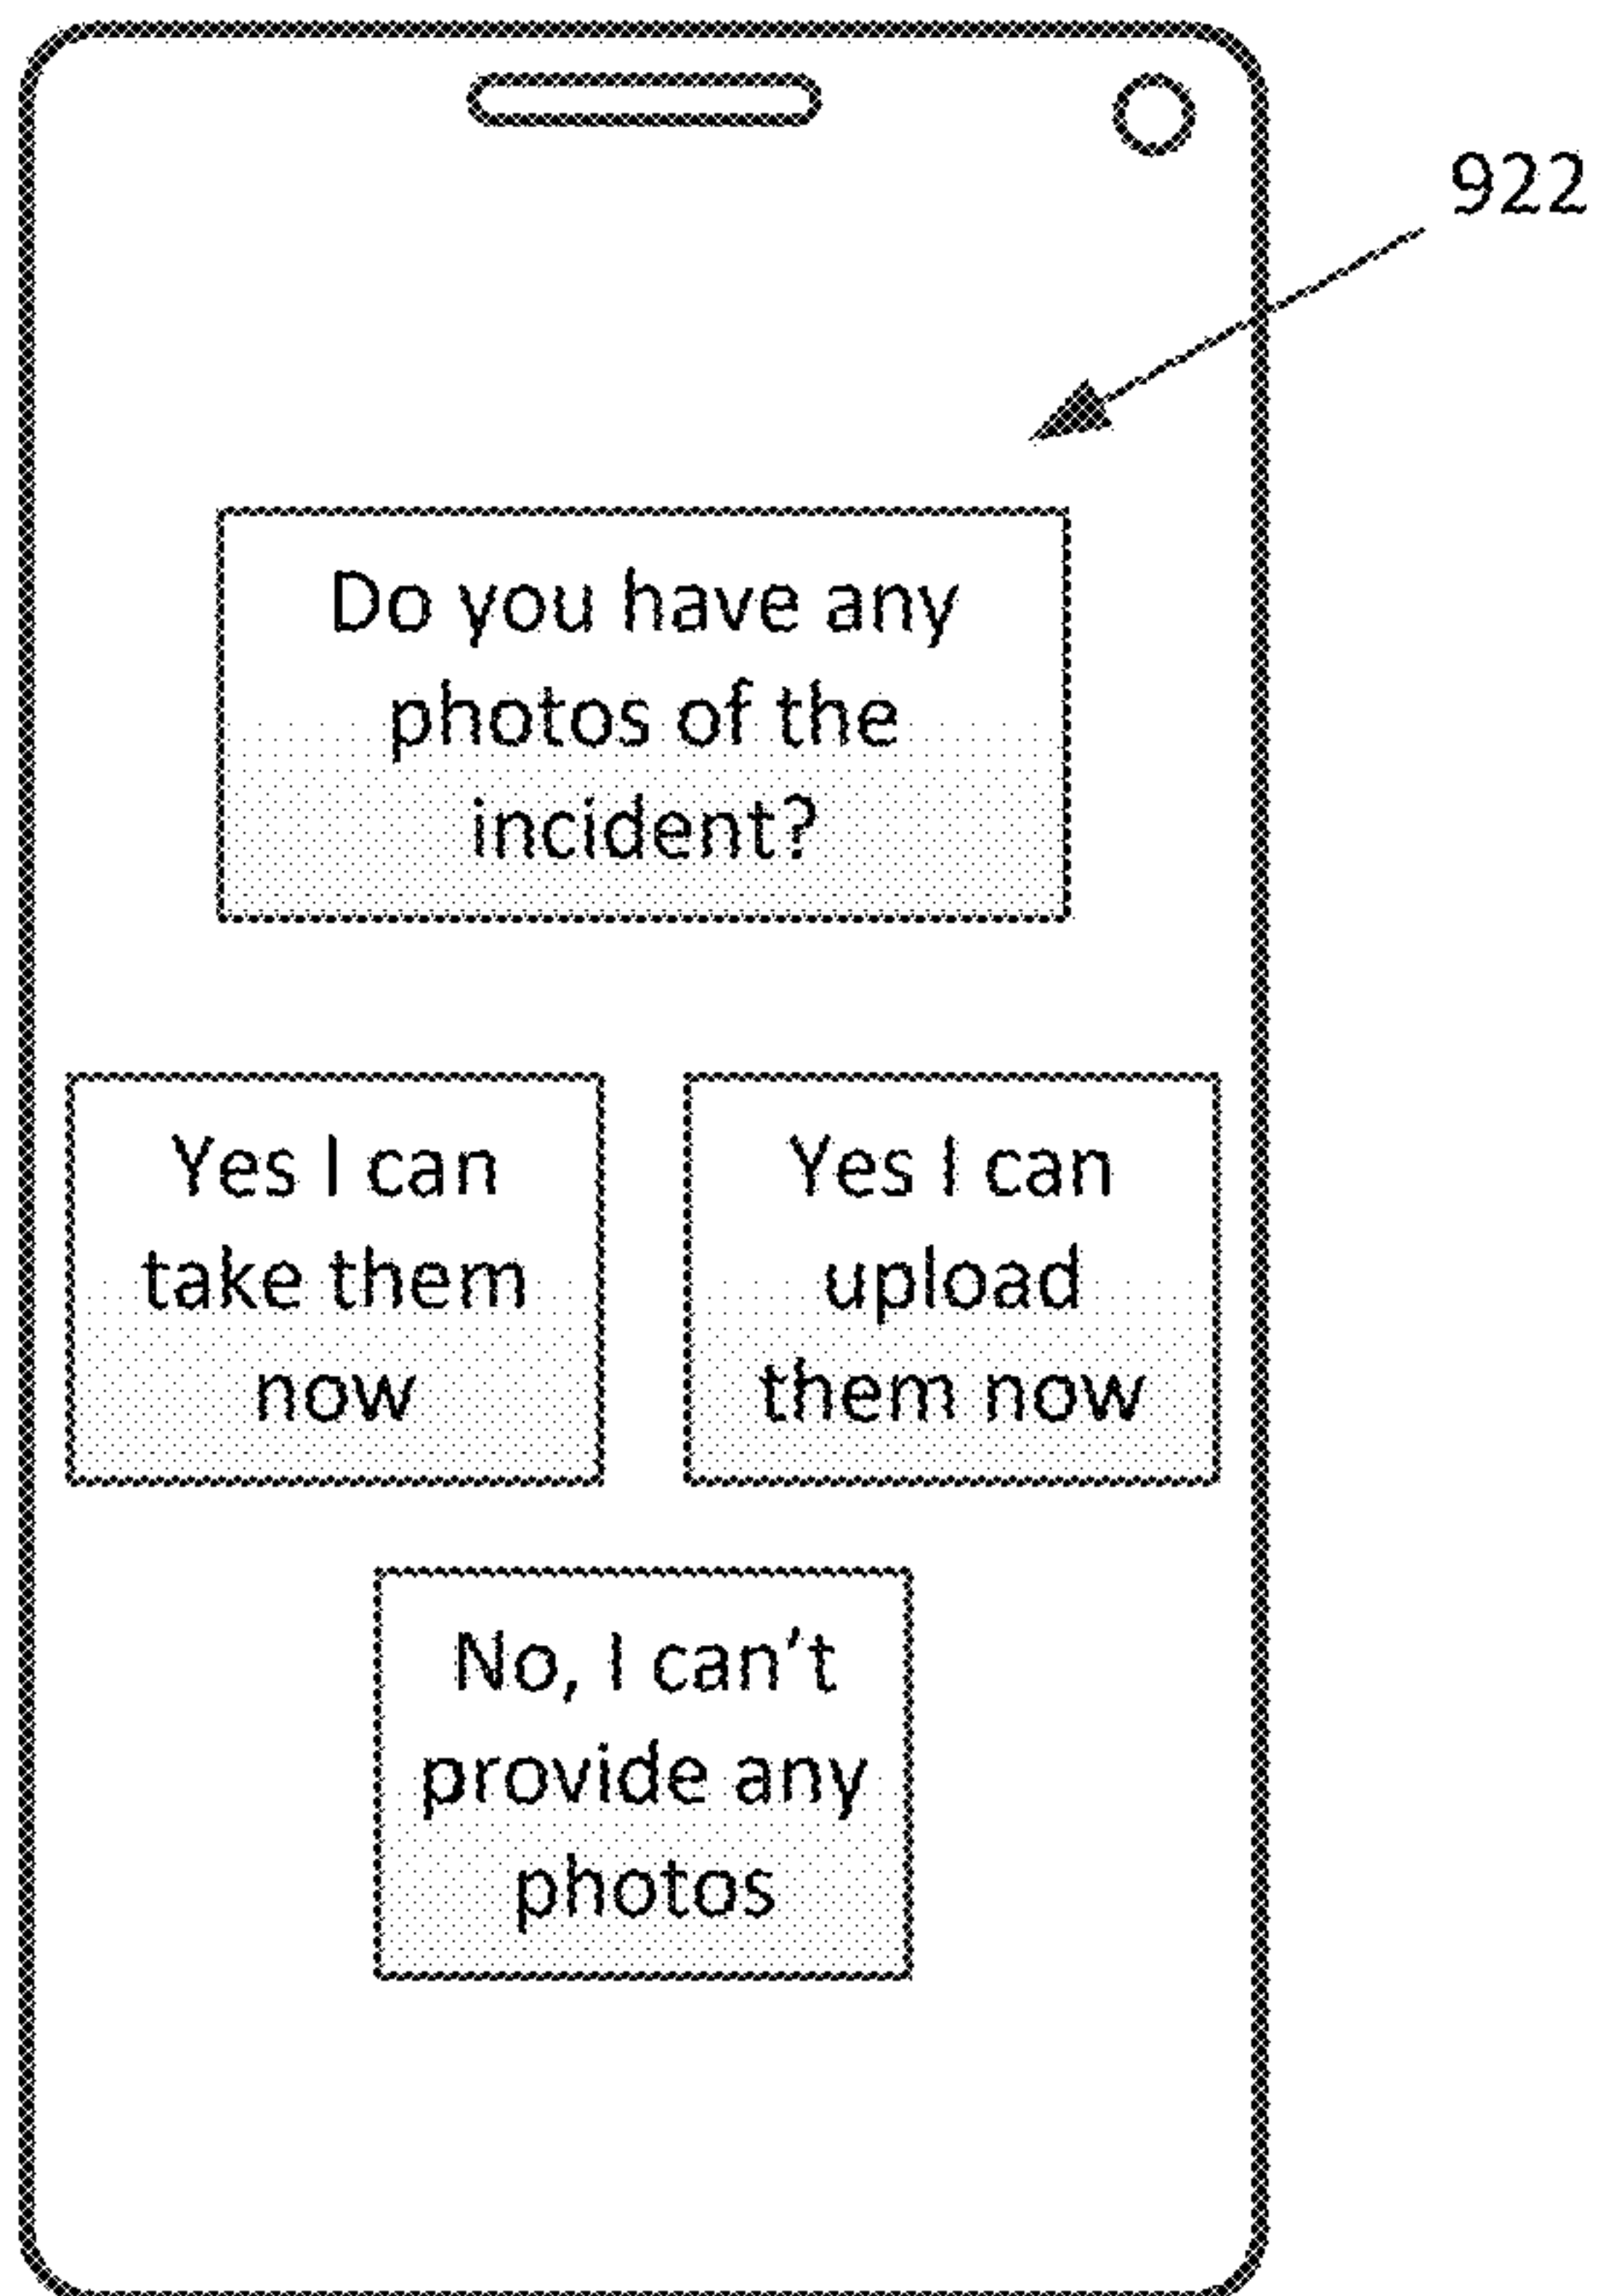 922
Do you have any
photos of the
incident?
Yes I can
take them
now
Yes I can
upload
them now
No, I can’t
provide any
photos